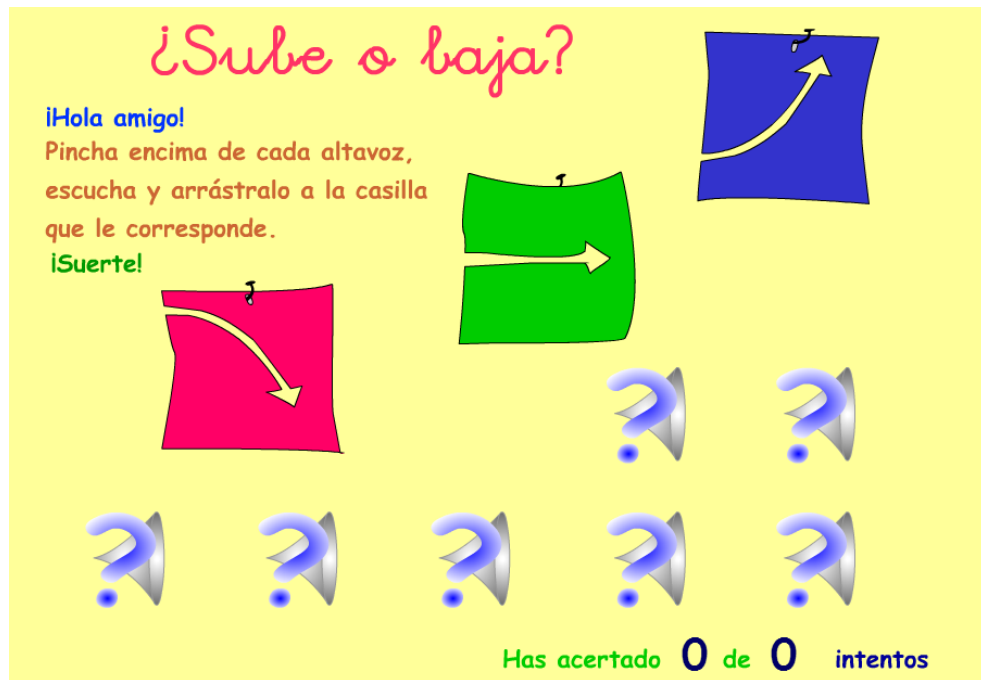 ¿Sube o baja?
¡Hola amigo!
Pincha encima de cada altavoz,
escucha y arrástralo a la casilla
que le corresponde.
¡Suerte!
? ?
? ? ? ? ?
Has acertado 0 de 0 intentos